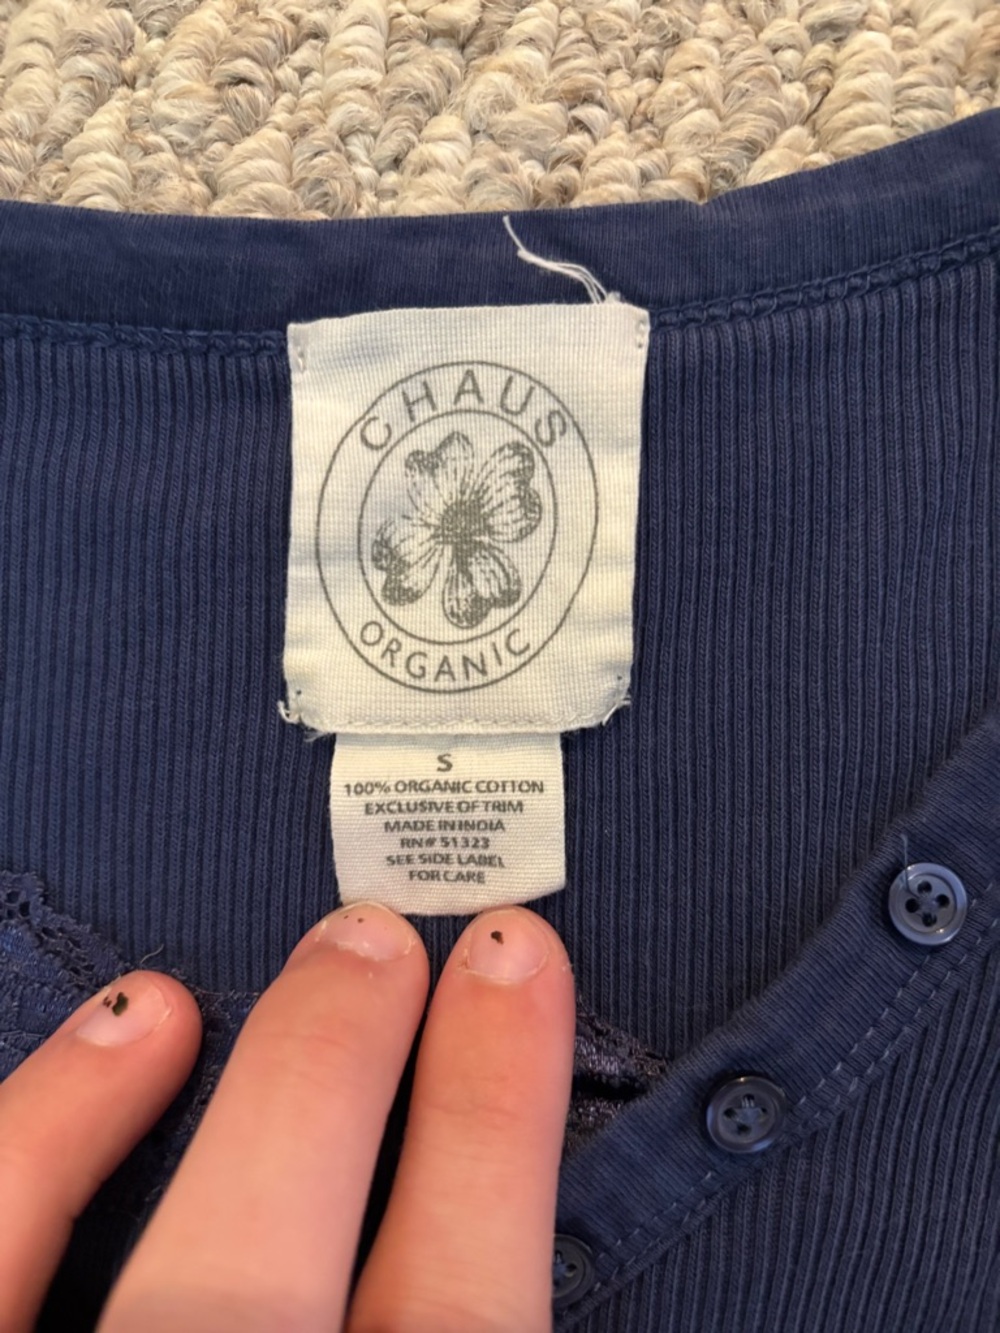 CHAUS
ORGANIC
S
100% ORGANIC COTTON
EXCLUSIVE OF TRIM
MADE IN INDIA
RN# 51323
SEE SIDE LABEL
FOR CARE